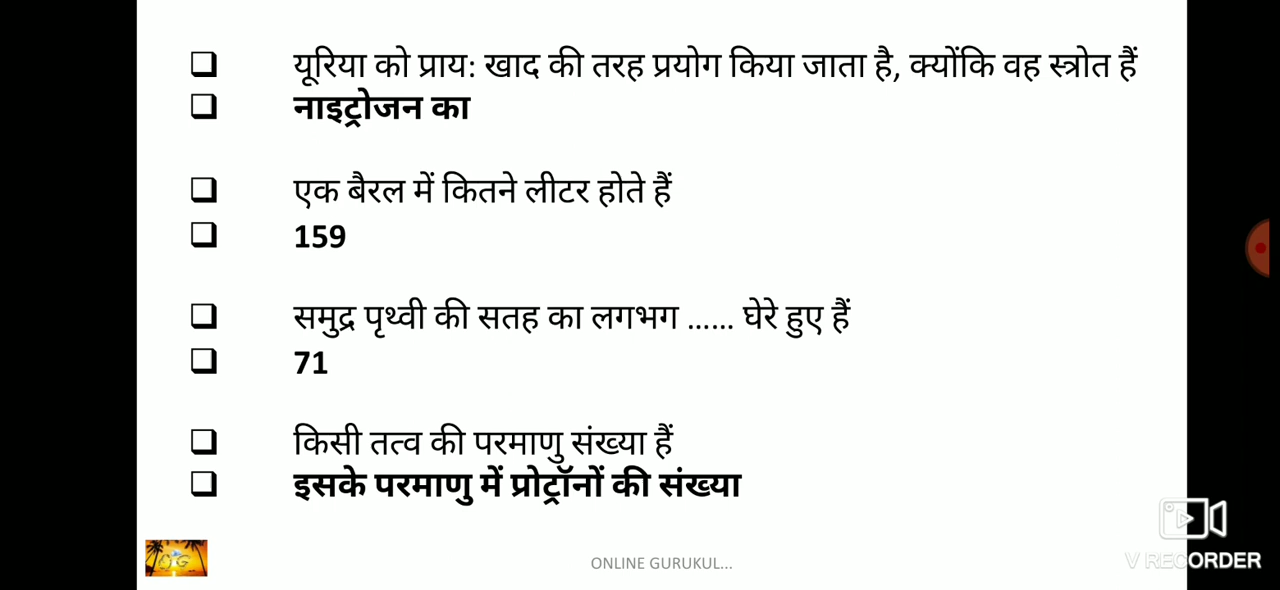 यूरिया को प्राय: खाद की तरह प्रयोग किया जाता है, क्योंकि वह स्त्रोत हैं
नाइट्रोजन का
एक बैरल में कितने लीटर होते हैं
159
समुद्र पृथ्वी की सतह का लगभग ...... घेरे हुए हैं
71
किसी तत्व की परमाणु संख्या हैं
इसके परमाणु में प्रोट्रॉनों की संख्या
OG
ONLINE GURUKUL...
V RECORDER